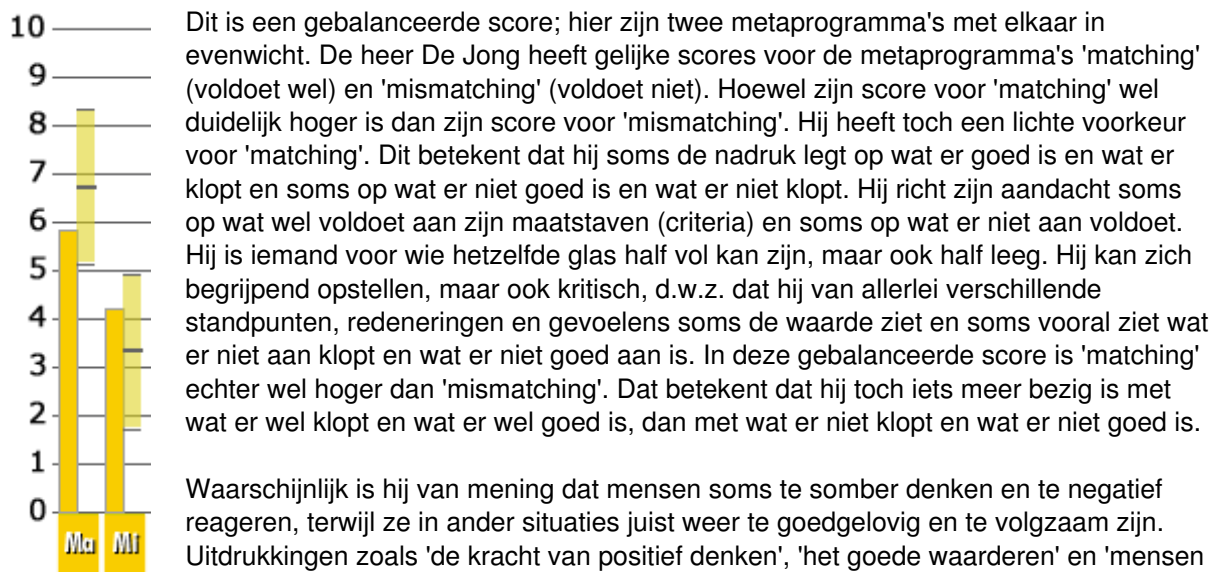 10
9
8
7
6
5
4
3
2
1
0
Ma Mi
Dit is een gebalanceerde score; hier zijn twee metaprogramma's met elkaar in
evenwicht. De heer De Jong heeft gelijke scores voor de metaprogramma's 'matching'
(voldoet wel) en 'mismatching' (voldoet niet). Hoewel zijn score voor 'matching' wel
duidelijk hoger is dan zijn score voor 'mismatching'. Hij heeft toch een lichte voorkeur
voor 'matching'. Dit betekent dat hij soms de nadruk legt op wat er goed is en wat er
klopt en soms op wat er niet goed is en wat er niet klopt. Hij richt zijn aandacht soms
op wat wel voldoet aan zijn maatstaven (criteria) en soms op wat er niet aan voldoet.
Hij is iemand voor wie hetzelfde glas half vol kan zijn, maar ook half leeg. Hij kan zich
begrijpend opstellen, maar ook kritisch, d.w.z. dat hij van allerlei verschillende
standpunten, redeneringen en gevoelens soms de waarde ziet en soms vooral ziet wat
er niet aan klopt en wat er niet goed aan is. In deze gebalanceerde score is 'matching'
echter wel hoger dan 'mismatching'. Dat betekent dat hij toch iets meer bezig is met
wat er wel klopt en wat er wel goed is, dan met wat er niet klopt en wat er niet goed is.
Waarschijnlijk is hij van mening dat mensen soms te somber denken en te negatief
reageren, terwijl ze in ander situaties juist weer te goedgelovig en te volgzaam zijn.
Uitdrukkingen zoals 'de kracht van positief denken', 'het goede waarderen' en 'mensen